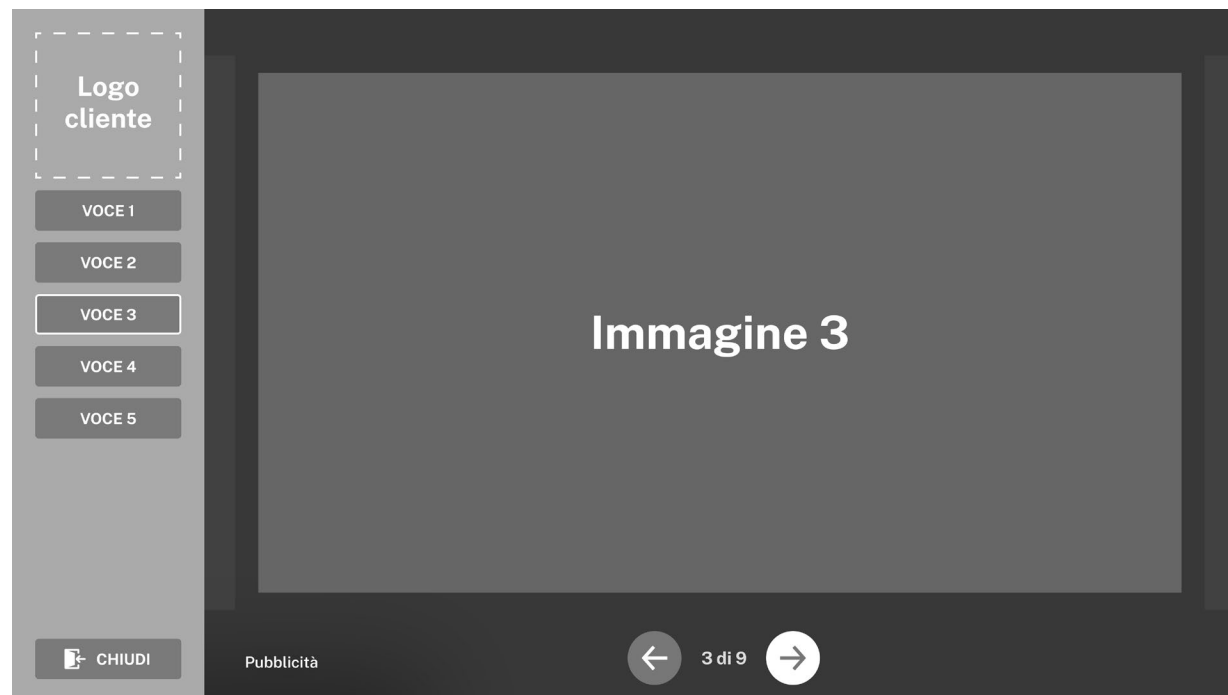 Logo
cliente
VOCE 1
VOCE 2
VOCE 3
VOCE 4
VOCE 5
CHIUDI
Immagine 3
Pubblicità
3 di 9